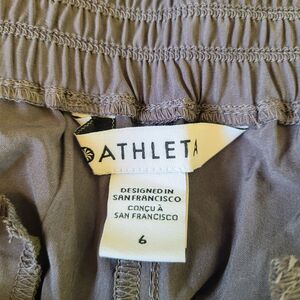 ATHLETA
DESIGNED IN
SAN FRANCISCO
CONÇU À
SAN FRANCISCO
6